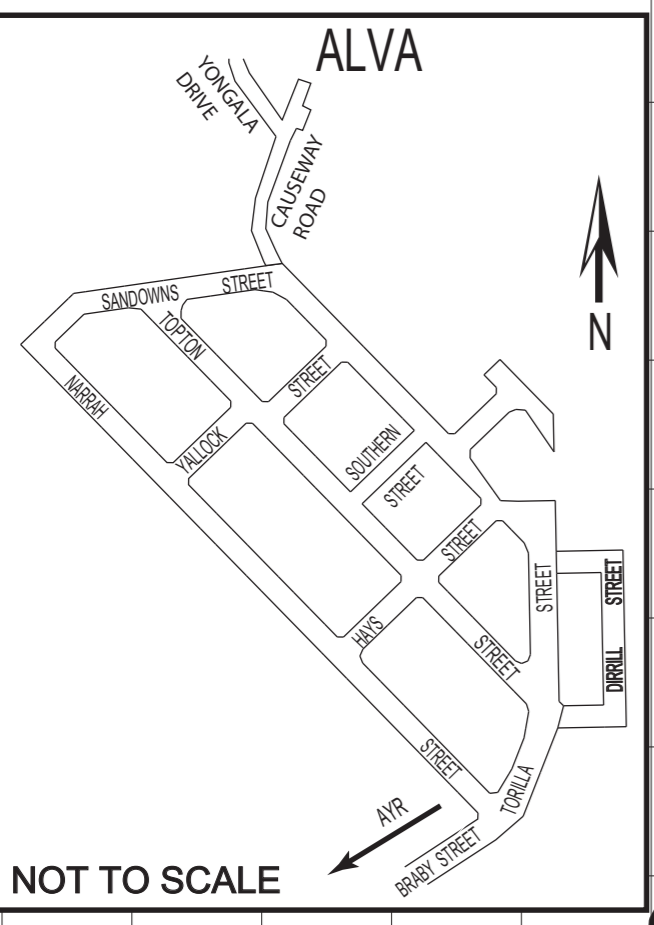 ALVA
YONGALA
DRIVE
CAUSEWAY
ROAD
N
SANDOWNS STREET
TOPTON
STREET
NARRAH
YALLOCK
SOUTHERN
STREET
STREET
STREET
DIRRILL STREET
HAYS
STREET
STREET
TORILLA
AYR
BRABY STREET
NOT TO SCALE